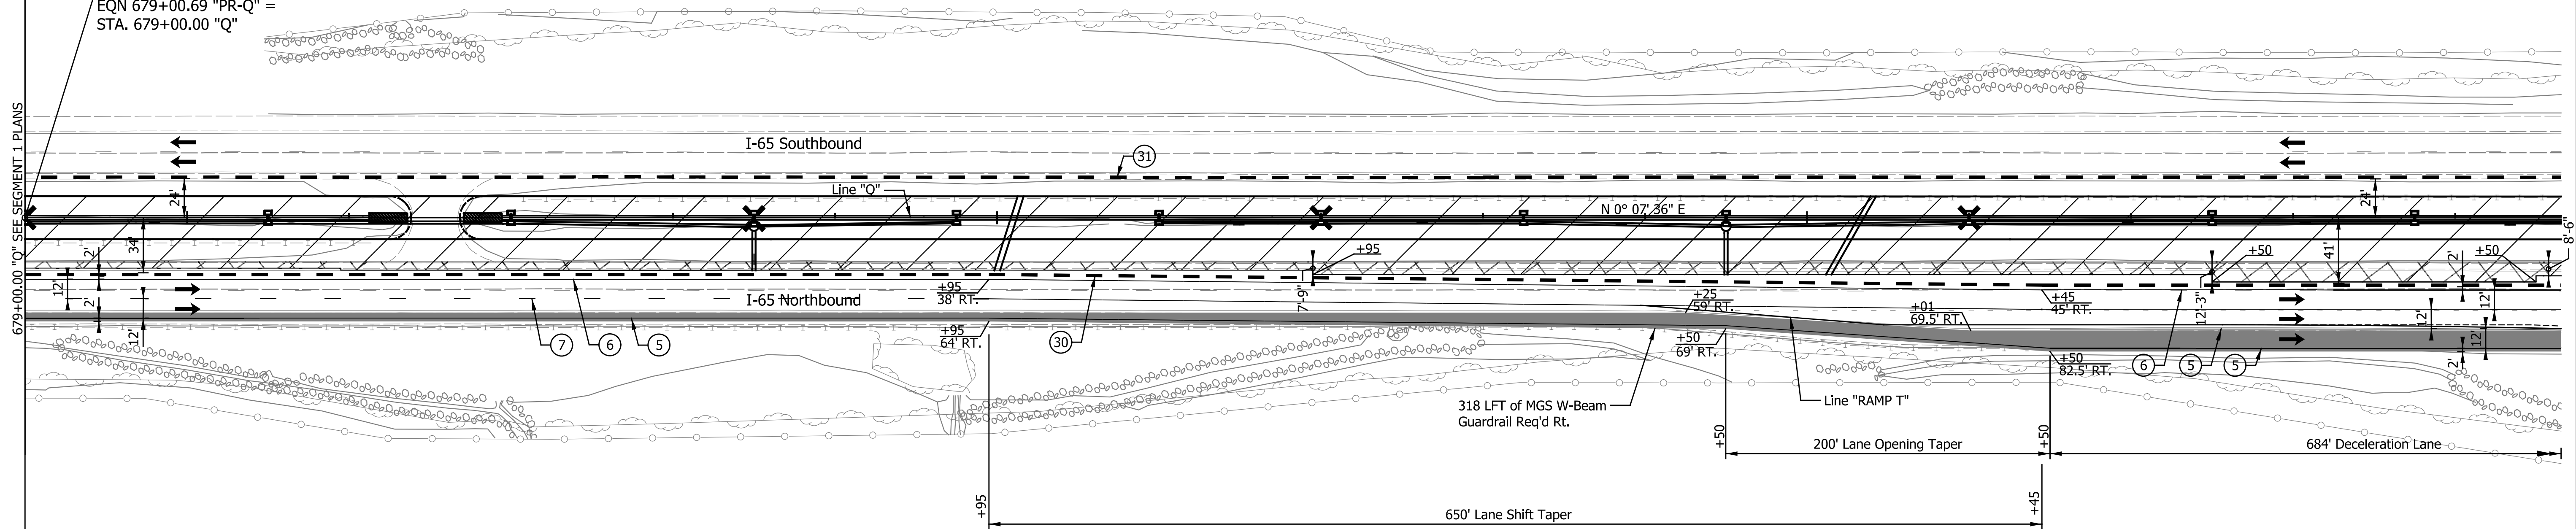 EQN 679+00.69 "PR-Q" =
STA. 679+00.00 "Q"
679+00.00 "Q" SEE SEGMENT 1 PLANS
I-65 Southbound
31
24'
Line "Q"
N 0° 07' 36" E
24'
8'-6"
34'
2'
12'
2'
12'
+95
38' RT.
+95
7'-9"
+50
41'
+50
2'
12'
I-65 Northbound
+25
59' RT.
+45
45' RT.
12'-3"
+01
69.5' RT.
12'
12'
2'
+95
64' RT.
7
6
5
30
+50
69' RT.
+50
82.5' RT.
6
5
5
318 LFT of MGS W-Beam
Guardrail Req'd Rt.
Line "RAMP T"
+50
200' Lane Opening Taper
+50
684' Deceleration Lane
+95
650' Lane Shift Taper
+45